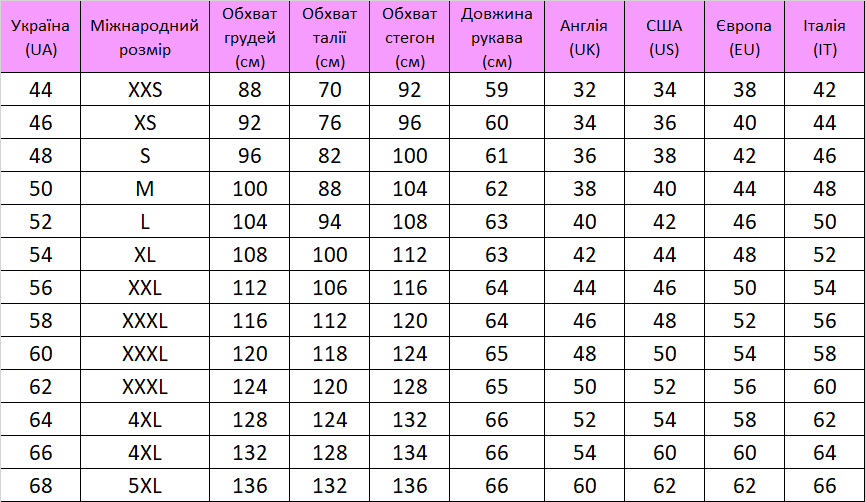 Україна (UA) Міжнародний розмір Обхват грудей (см) Обхват талії (см) Обхват стегон (см) Довжина рукава (см) Англія (UK) США (US) Європа (EU) Італія (IT)
44 XXS 88 70 92 59 32 34 38 42
46 XS 92 76 96 60 34 36 40 44
48 S 96 82 100 61 36 38 42 46
50 M 100 88 104 62 38 40 44 48
52 L 104 94 108 63 40 42 46 50
54 XL 108 100 112 63 42 44 48 52
56 XXL 112 106 116 64 44 46 50 54
58 XXXL 116 112 120 64 46 48 52 56
60 XXXL 120 118 124 65 48 50 54 58
62 XXXL 124 120 128 65 50 52 56 60
64 4XL 128 124 132 66 52 54 58 62
66 4XL 132 128 134 66 54 60 60 64
68 5XL 136 132 136 66 60 62 62 66